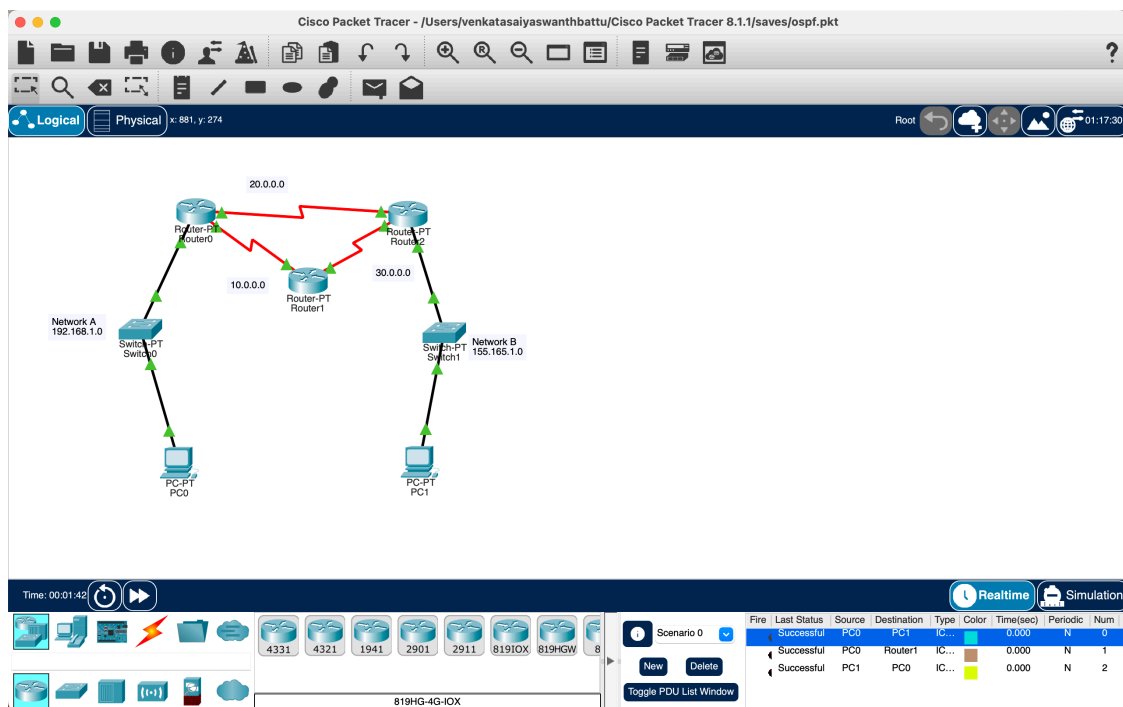 Cisco Packet Tracer - /Users/venkatasaiyaswanthbattu/Cisco Packet Tracer 8.1.1/saves/ospf.pkt
?
Logical Physical x: 881, y: 274 Root 01:17:30
20.0.0.0
Router-PT
Router0
Router-PT
Router2
30.0.0.0
10.0.0.0
Router-PT
Router1
Network A
192.168.1.0
Switch-PT
Switch0
Switch-PT
Switch1
Network B
155.165.1.0
PC-PT
PC0
PC-PT
PC1
Time: 00:01:42 Realtime Simulation
4331 4321 1941 2901 2911 819IOX 819HGW 8
819HG-4G-IOX
Scenario 0
New Delete
Toggle PDU List Window
Fire Last Status Source Destination Type Color Time(sec) Periodic Num
Successful PC0 PC1 IC... 0.000 N 0
Successful PC0 Router1 IC... 0.000 N 1
Successful PC1 PC0 IC... 0.000 N 2